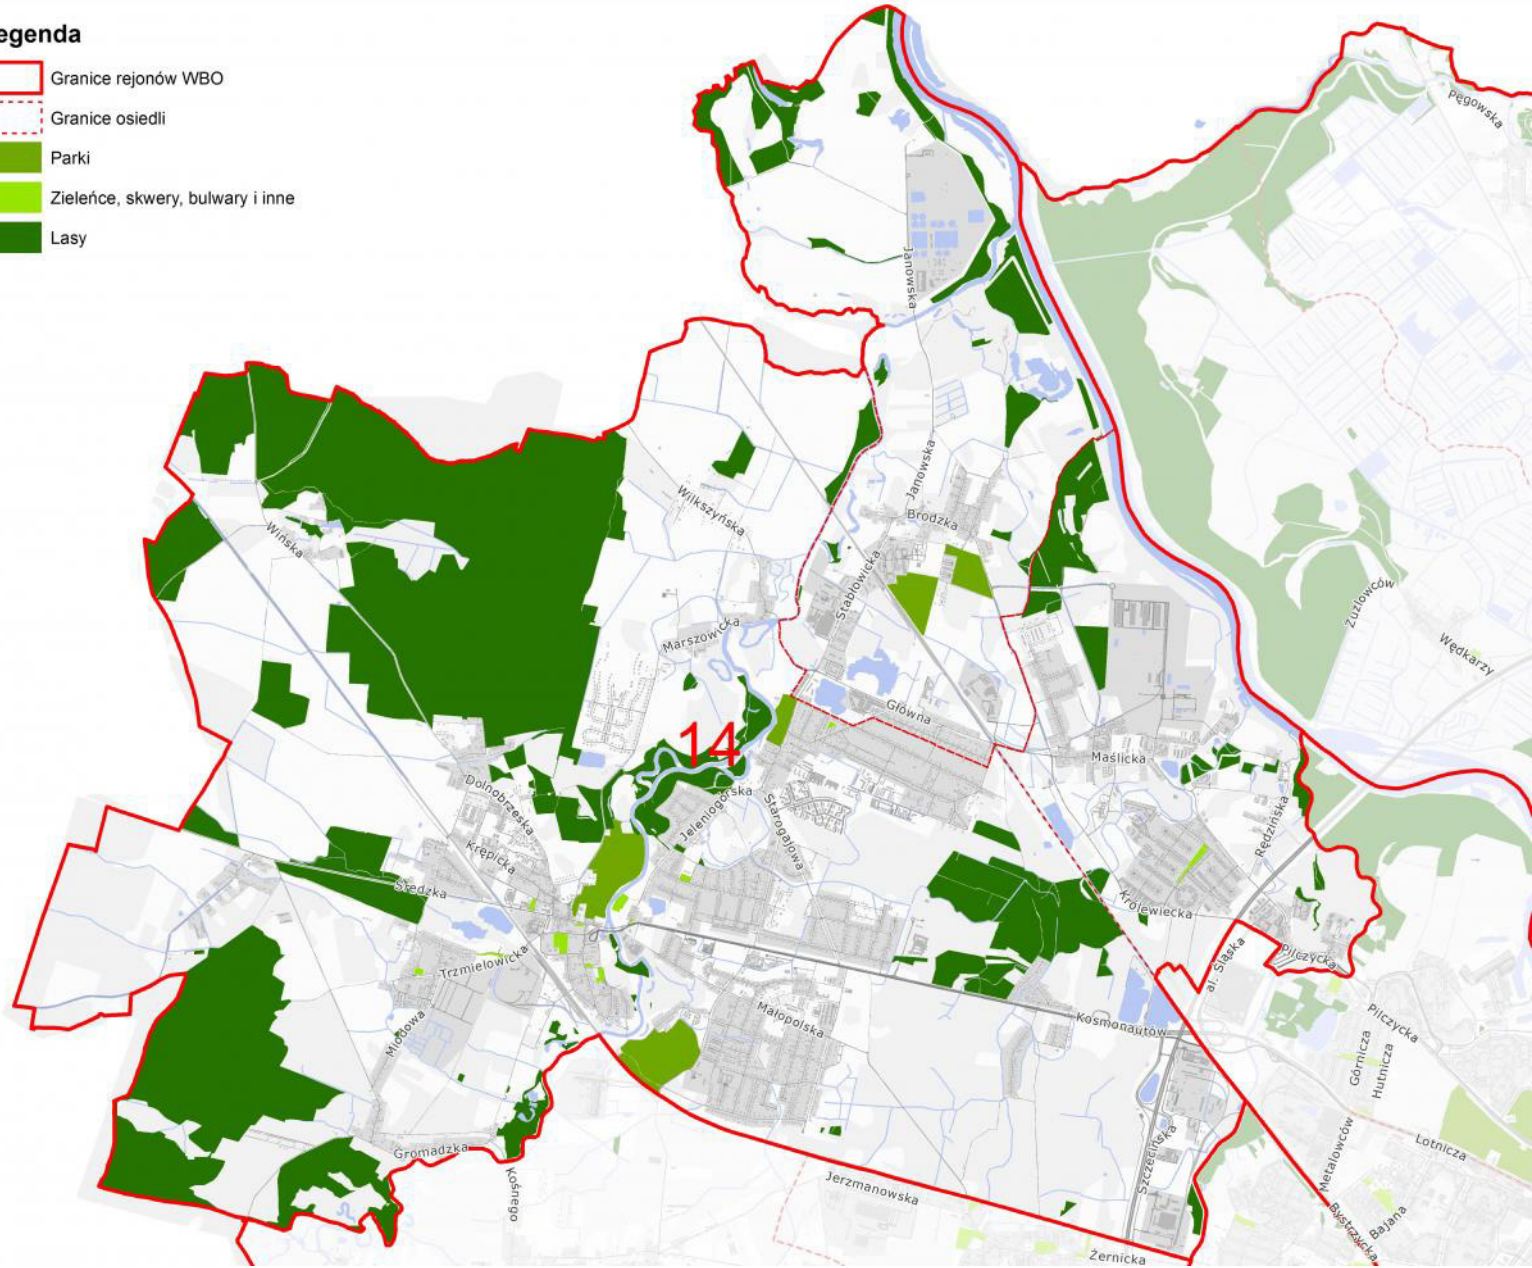 egenda
Granice rejonów WBO
Granice osiedli
Parki
Zieleńce, skwery, bulwary i inne
Lasy
Pęgowska
Janowska
Janowska
Wilkszyńska
Brodzka
Wińska
Stabłowicka
Żużlowców
Marszowicka
Wędkarzy
Główna
14
Maślicka
Dolnobrzeska
Jeleniogórska
Starogajowa
Rędzińska
Krępicka
Średzka
Królewiecka
Trzmielowicka
al. Śląska
Pilczycka
Miodowa
Małopolska
Kosmonautów
Pilczycka
Górnicza
Hutnicza
Gromadzka
Szczecińska
Metalowców
Lotnicza
Kośnego
Jerzmanowska
Bystrzycka
Bajana
Żernicka